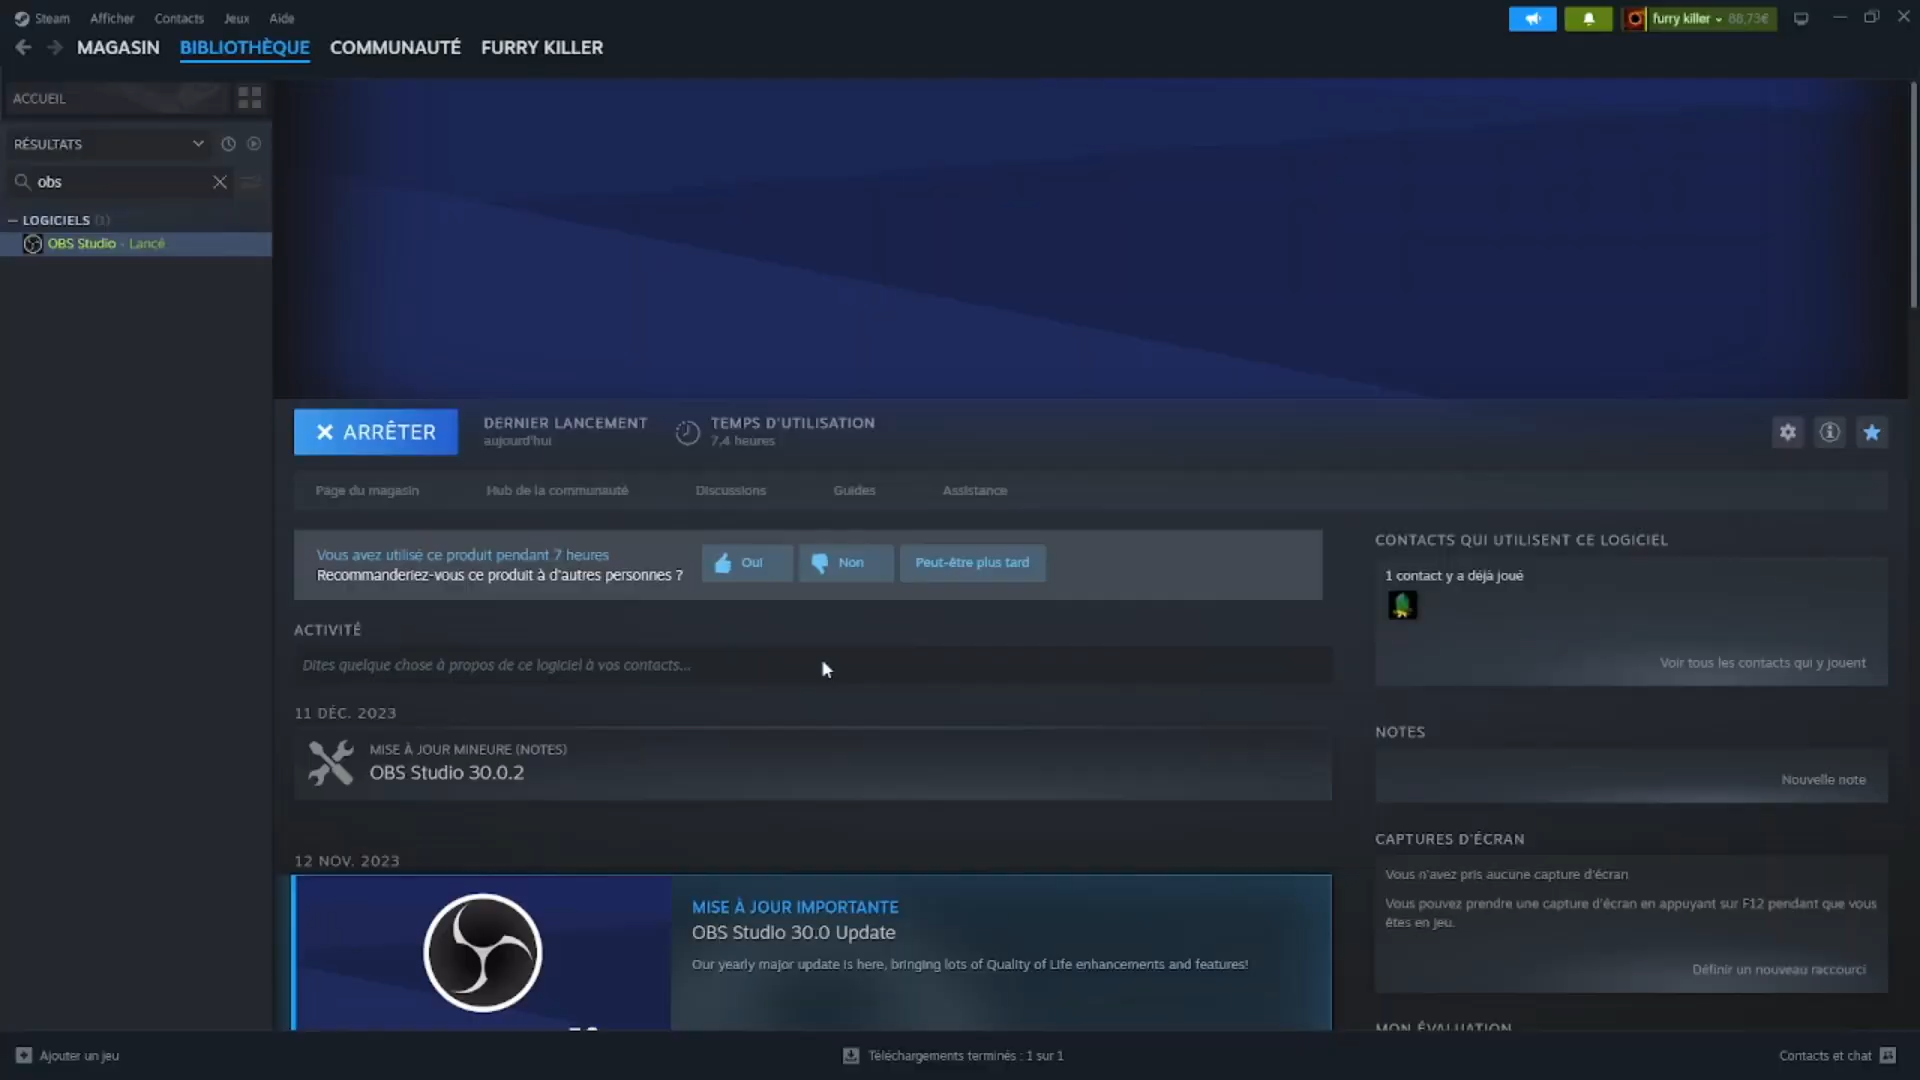 Steam Afficher Contacts Jeux Aide
furry killer 88,73€
MAGASIN BIBLIOTHÈQUE COMMUNAUTÉ FURRY KILLER
ACCUEIL
RÉSULTATS
obs
LOGICIELS (1)
OBS Studio - Lancé
ARRÊTER
DERNIER LANCEMENT
aujourd'hui
TEMPS D'UTILISATION
7,4 heures
Page du magasin Hub de la communauté Discussions Guides Assistance
Vous avez utilisé ce produit pendant 7 heures
Recommanderiez-vous ce produit à d'autres personnes ?
Oui Non Peut-être plus tard
ACTIVITÉ
Dites quelque chose à propos de ce logiciel à vos contacts...
11 DÉC. 2023
MISE À JOUR MINEURE (NOTES)
OBS Studio 30.0.2
12 NOV. 2023
MISE À JOUR IMPORTANTE
OBS Studio 30.0 Update
Our yearly major update is here, bringing lots of Quality of Life enhancements and features!
CONTACTS QUI UTILISENT CE LOGICIEL
1 contact y a déjà joué
Voir tous les contacts qui y jouent
NOTES
Nouvelle note
CAPTURES D'ÉCRAN
Vous n'avez pris aucune capture d'écran
Vous pouvez prendre une capture d'écran en appuyant sur F12 pendant que vous
êtes en jeu.
Définir un nouveau raccourci
MON ÉVALUATION
Ajouter un jeu
Téléchargements terminés : 1 sur 1
Contacts et chat